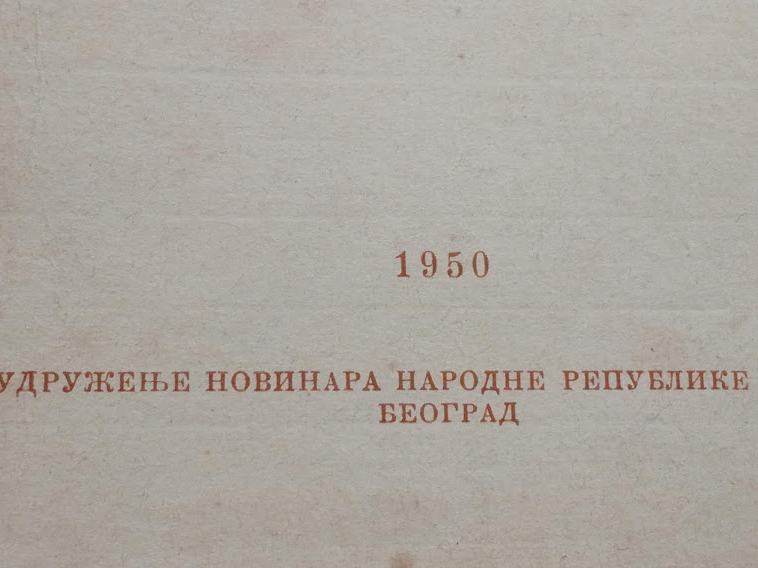 1950
УДРУЖЕЊЕ НОВИНАРА НАРОДНЕ РЕПУБЛИКЕ
БЕОГРАД